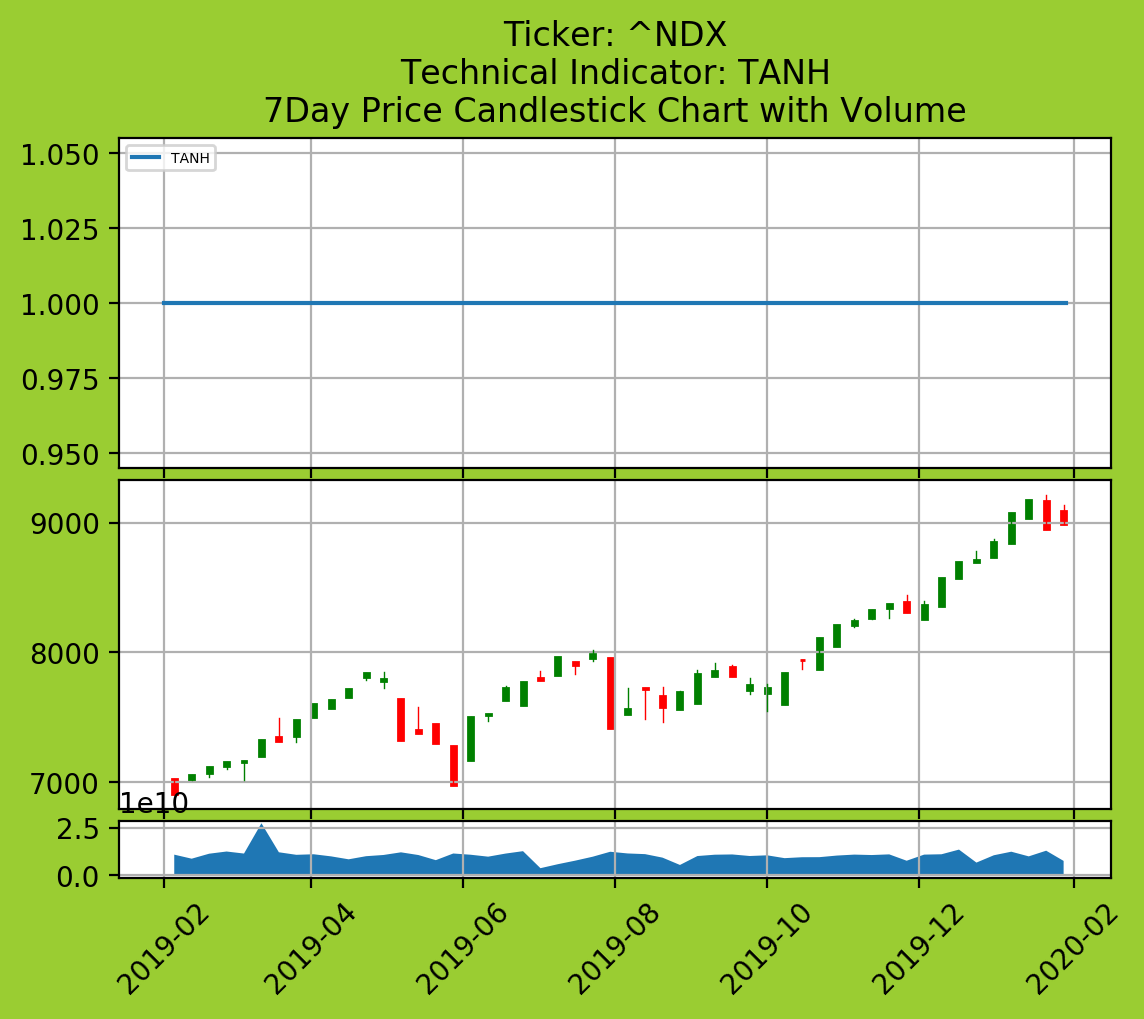 Ticker: ^NDX
Technical Indicator: TANH
7Day Price Candlestick Chart with Volume
TANH
1.050
1.025
1.000
0.975
0.950
9000
8000
7000
1e10
2.5
0.0
2019-02 2019-04 2019-06 2019-08 2019-10 2019-12 2020-02